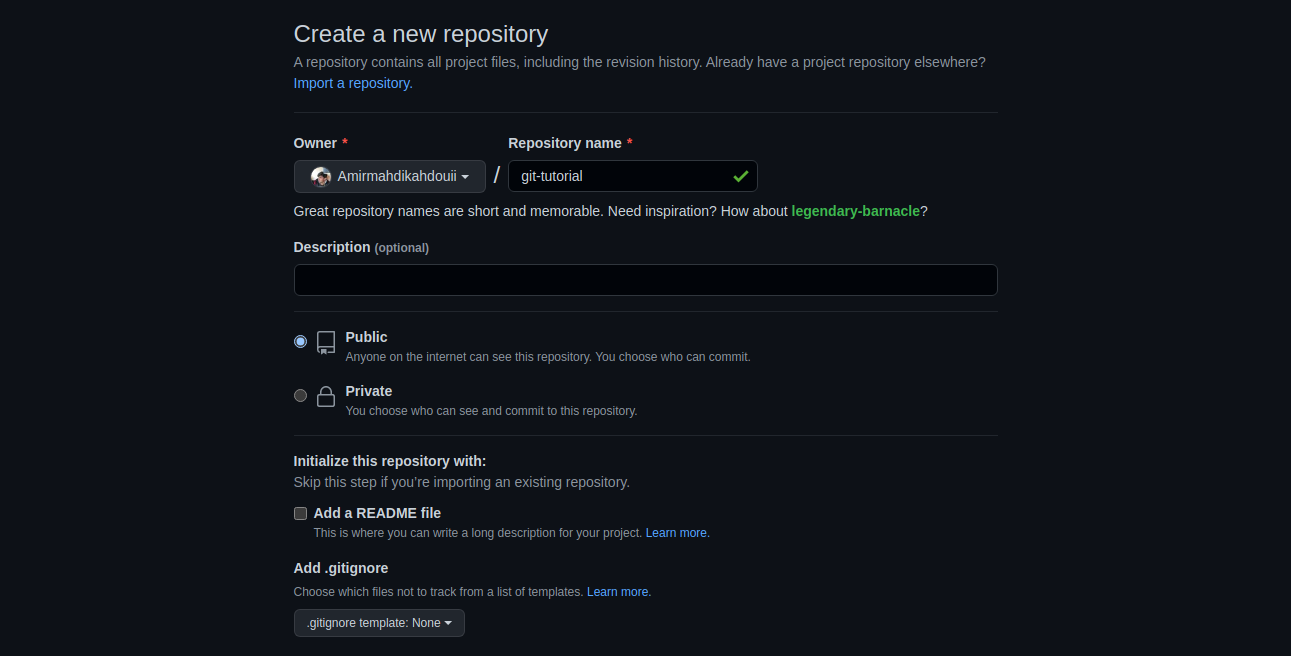 Create a new repository
A repository contains all project files, including the revision history. Already have a project repository elsewhere?
Import a repository.
Owner * Repository name *
Amirmahdikahdouii / git-tutorial
Great repository names are short and memorable. Need inspiration? How about legendary-barnacle?
Description (optional)
Public
Anyone on the internet can see this repository. You choose who can commit.
Private
You choose who can see and commit to this repository.
Initialize this repository with:
Skip this step if you’re importing an existing repository.
Add a README file
This is where you can write a long description for your project. Learn more.
Add .gitignore
Choose which files not to track from a list of templates. Learn more.
.gitignore template: None